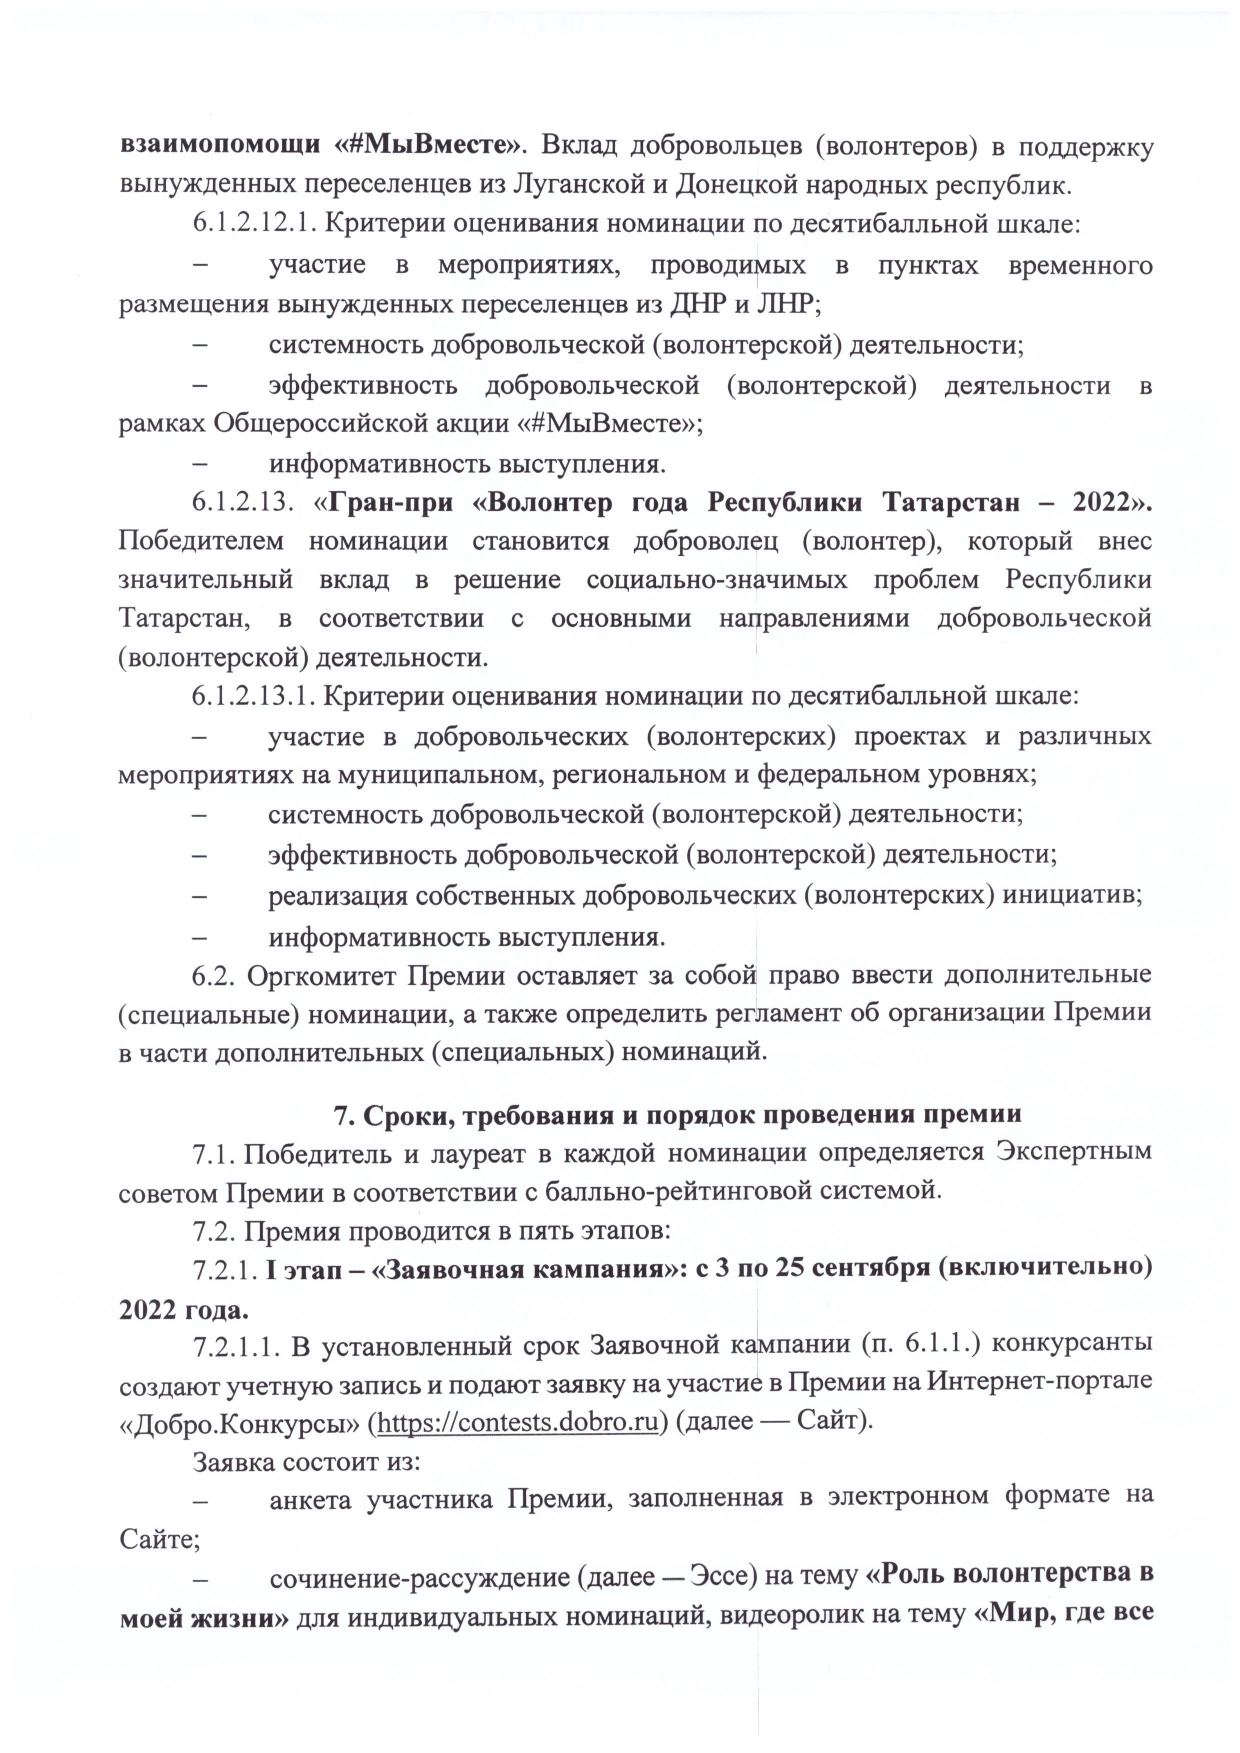 взаимопомощи «#МыВместе». Вклад добровольцев (волонтеров) в поддержку
вынужденных переселенцев из Луганской и Донецкой народных республик.
6.1.2.12.1. Критерии оценивания номинации по десятибалльной шкале:
– участие в мероприятиях, проводимых в пунктах временного
размещения вынужденных переселенцев из ДНР и ЛНР;
– системность добровольческой (волонтерской) деятельности;
– эффективность добровольческой (волонтерской) деятельности в
рамках Общероссийской акции «#МыВместе»;
– информативность выступления.
6.1.2.13. «Гран-при «Волонтер года Республики Татарстан – 2022».
Победителем номинации становится доброволец (волонтер), который внес
значительный вклад в решение социально-значимых проблем Республики
Татарстан, в соответствии с основными направлениями добровольческой
(волонтерской) деятельности.
6.1.2.13.1. Критерии оценивания номинации по десятибалльной шкале:
– участие в добровольческих (волонтерских) проектах и различных
мероприятиях на муниципальном, региональном и федеральном уровнях;
– системность добровольческой (волонтерской) деятельности;
– эффективность добровольческой (волонтерской) деятельности;
– реализация собственных добровольческих (волонтерских) инициатив;
– информативность выступления.
6.2. Оргкомитет Премии оставляет за собой право ввести дополнительные
(специальные) номинации, а также определить регламент об организации Премии
в части дополнительных (специальных) номинаций.
7. Сроки, требования и порядок проведения премии
7.1. Победитель и лауреат в каждой номинации определяется Экспертным
советом Премии в соответствии с балльно-рейтинговой системой.
7.2. Премия проводится в пять этапов:
7.2.1. I этап – «Заявочная кампания»: с 3 по 25 сентября (включительно)
2022 года.
7.2.1.1. В установленный срок Заявочной кампании (п. 6.1.1.) конкурсанты
создают учетную запись и подают заявку на участие в Премии на Интернет-портале
«Добро.Конкурсы» (https://contests.dobro.ru) (далее — Сайт).
Заявка состоит из:
– анкета участника Премии, заполненная в электронном формате на
Сайте;
– сочинение-рассуждение (далее — Эссе) на тему «Роль волонтерства в
моей жизни» для индивидуальных номинаций, видеоролик на тему «Мир, где все